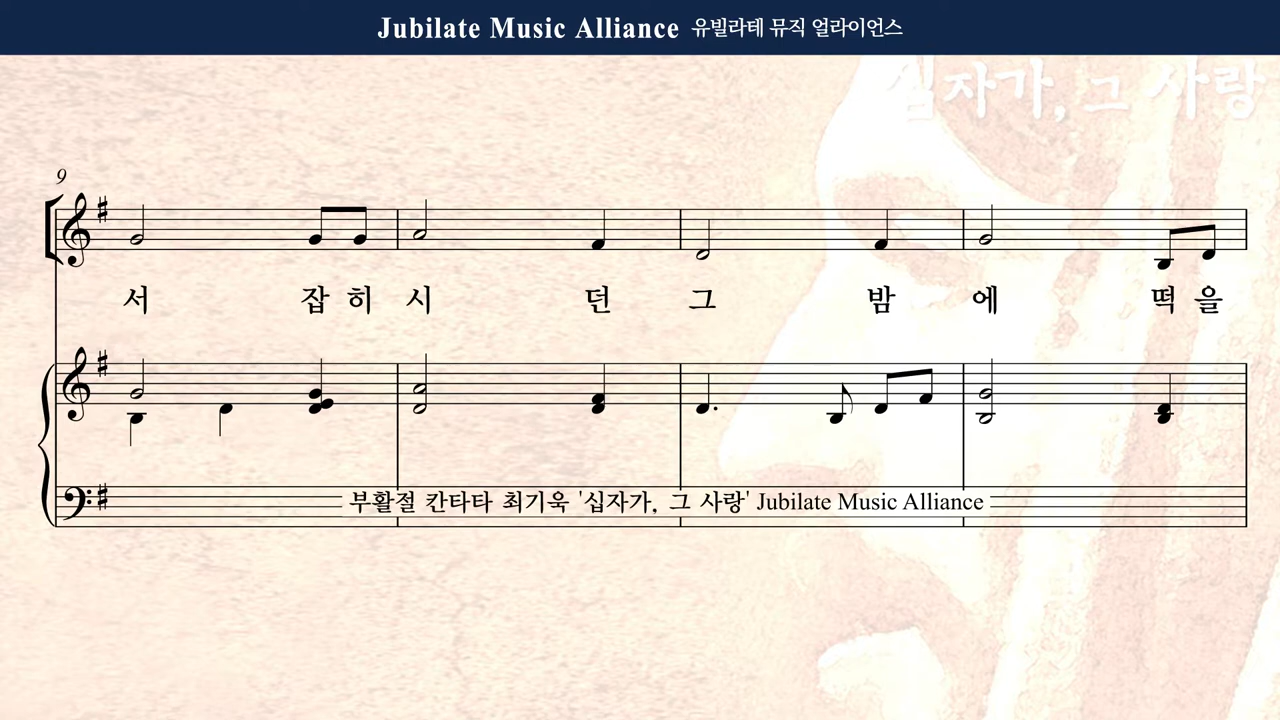 Jubilate Music Alliance 유빌라테 뮤직 얼라이언스
십자가, 그 사랑
9
서 잡 히 시 던 그 밤 에 떡 을
부활절 칸타타 최기욱 '십자가, 그 사랑' Jubilate Music Alliance